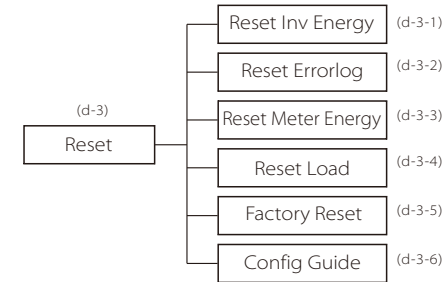 (d-3)
Reset
Reset Inv Energy (d-3-1)
Reset Errorlog (d-3-2)
Reset Meter Energy (d-3-3)
Reset Load (d-3-4)
Factory Reset (d-3-5)
Config Guide (d-3-6)